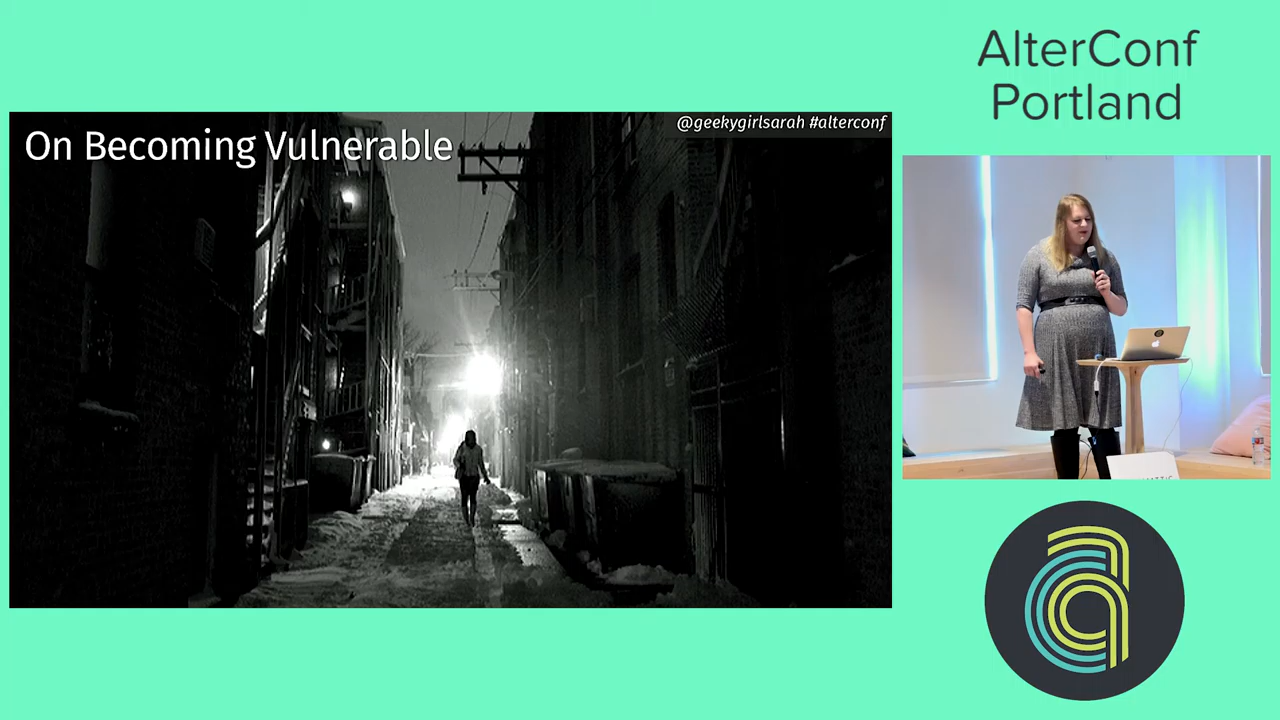 On Becoming Vulnerable
@geekygirlsarah #alterconf
AlterConf
Portland